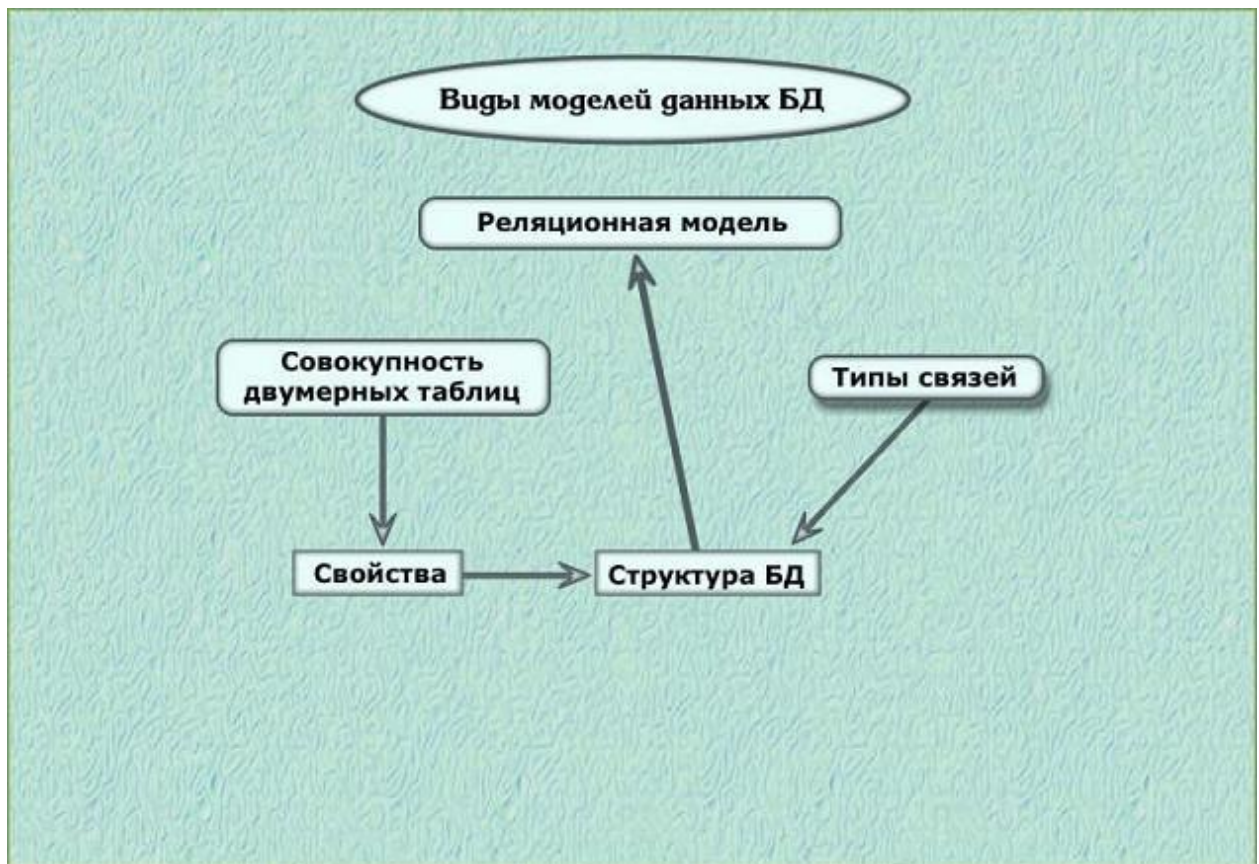 Виды моделей данных БД
Реляционная модель
Совокупность
двумерных таблиц
Типы связей
Свойства
Структура БД